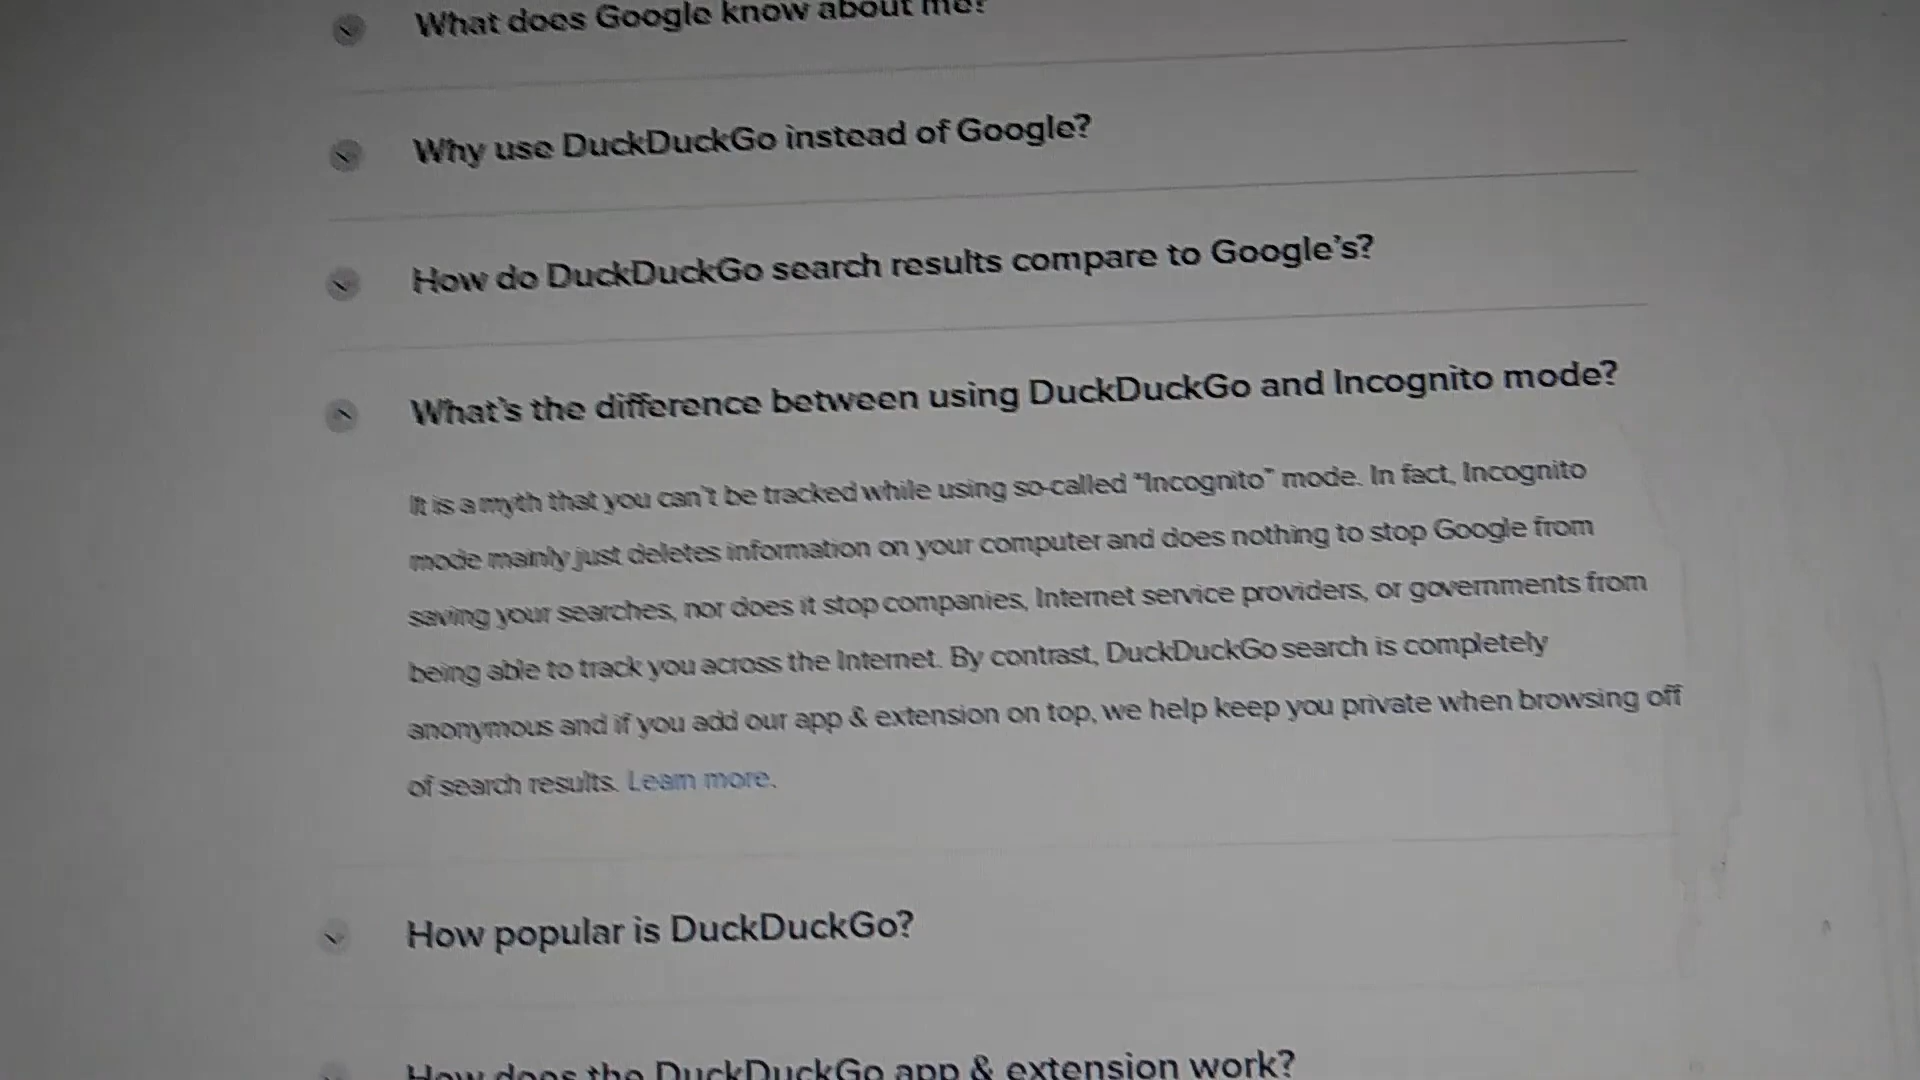 What does Google know about me?
Why use DuckDuckGo instead of Google?
How do DuckDuckGo search results compare to Google's?
What's the difference between using DuckDuckGo and Incognito mode?
It is a myth that you can't be tracked while using so-called "Incognito" mode. In fact, Incognito
mode mainly just deletes information on your computer and does nothing to stop Google from
saving your searches, nor does it stop companies, Internet service providers, or governments from
being able to track you across the Internet. By contrast, DuckDuckGo search is completely
anonymous and if you add our app & extension on top, we help keep you private when browsing off
of search results. Learn more.
How popular is DuckDuckGo?
How does the DuckDuckGo app & extension work?